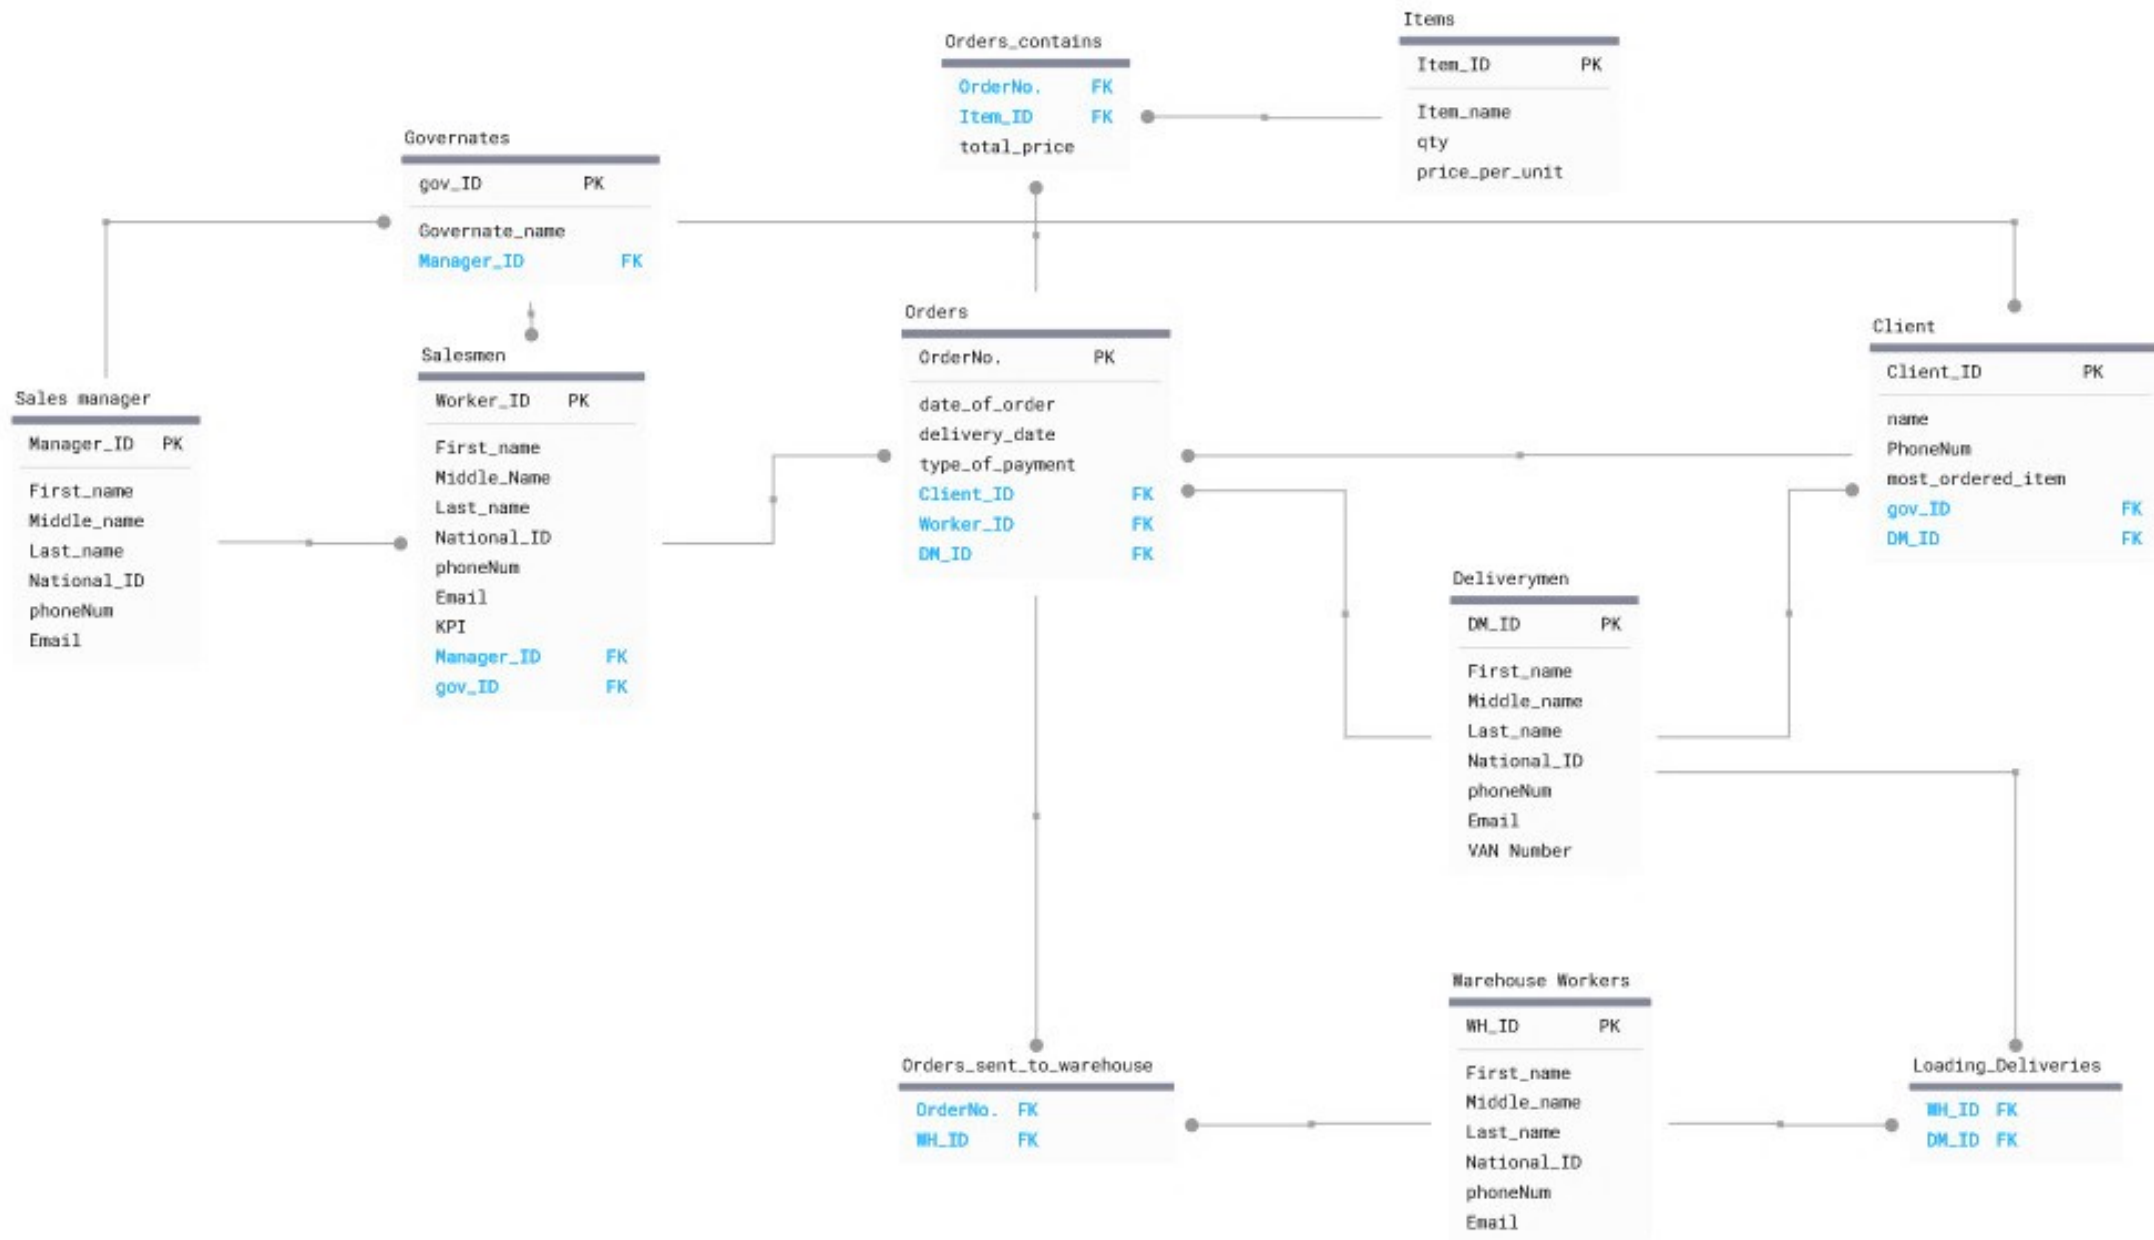 Items
Item_ID PK
Item_name
qty
price_per_unit
Orders_contains
OrderNo. FK
Item_ID FK
total_price
Governates
gov_ID PK
Governate_name
Manager_ID FK
Orders
OrderNo. PK
date_of_order
delivery_date
type_of_payment
Client_ID FK
Worker_ID FK
DM_ID FK
Client
Client_ID PK
name
PhoneNum
most_ordered_item
gov_ID FK
DM_ID FK
Salesmen
Worker_ID PK
First_name
Middle_Name
Last_name
National_ID
phoneNum
Email
KPI
Manager_ID FK
gov_ID FK
Sales manager
Manager_ID PK
First_name
Middle_name
Last_name
National_ID
phoneNum
Email
Deliverymen
DM_ID PK
First_name
Middle_name
Last_name
National_ID
phoneNum
Email
VAN Number
Warehouse Workers
WH_ID PK
First_name
Middle_name
Last_name
National_ID
phoneNum
Email
Orders_sent_to_warehouse
OrderNo. FK
WH_ID FK
Loading_Deliveries
WH_ID FK
DM_ID FK